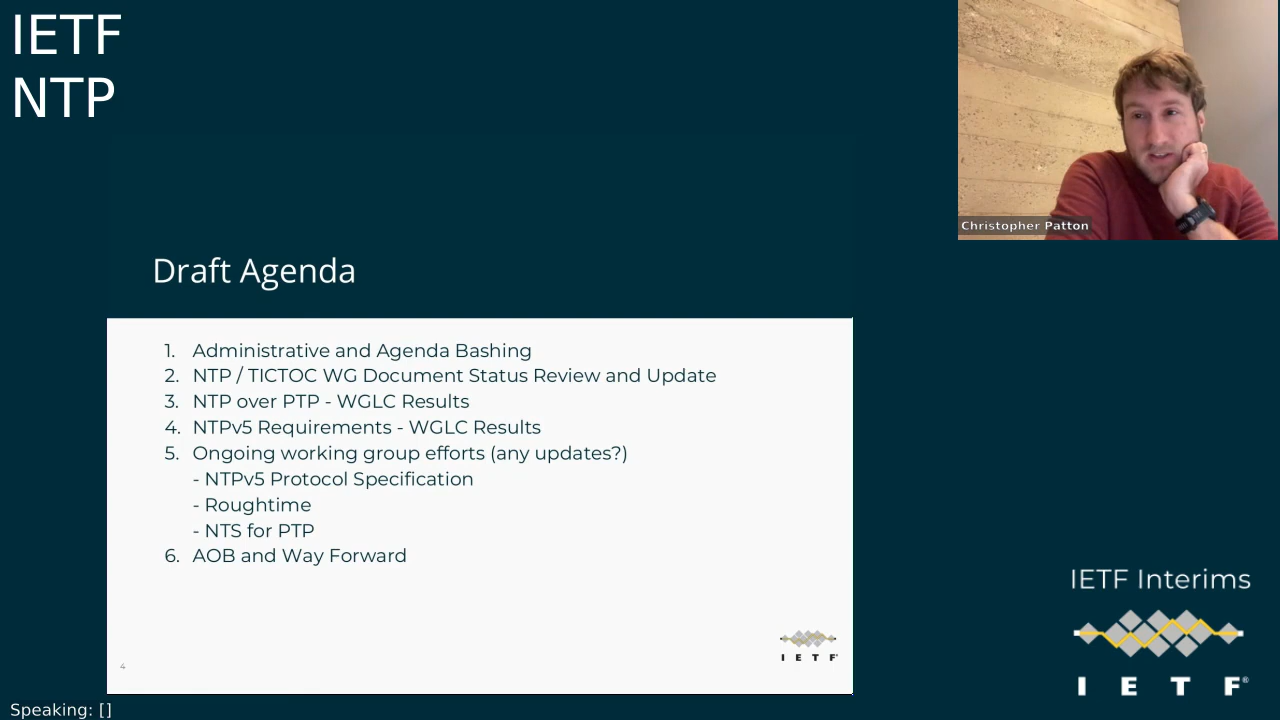 IETF
NTP
Christopher Patton
Draft Agenda
1. Administrative and Agenda Bashing
2. NTP / TICTOC WG Document Status Review and Update
3. NTP over PTP - WGLC Results
4. NTPv5 Requirements - WGLC Results
5. Ongoing working group efforts (any updates?)
- NTPv5 Protocol Specification
- Roughtime
- NTS for PTP
6. AOB and Way Forward
4
I E T F®
IETF Interims
I E T F®
Speaking: []